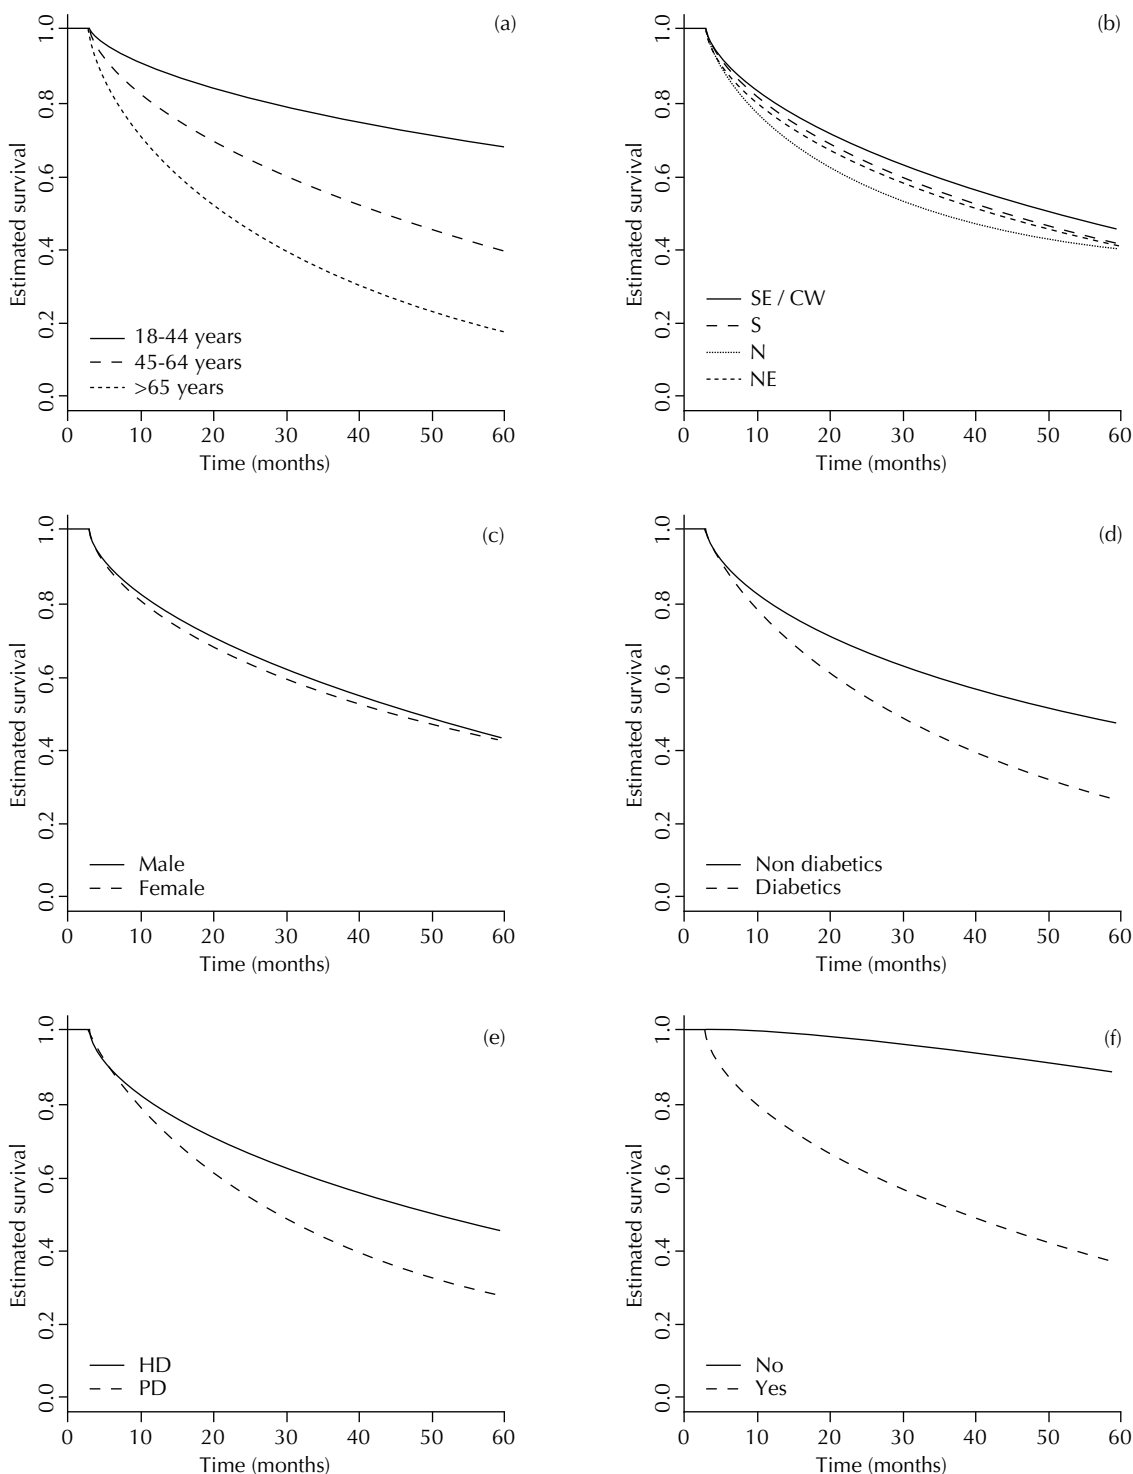 (a)
Estimated survival
1.0
0.8
0.6
0.4
0.2
0.0
18-44 years
45-64 years
>65 years
0 10 20 30 40 50 60
Time (months)
(b)
Estimated survival
1.0
0.8
0.6
0.4
0.2
0.0
SE / CW
S
N
NE
0 10 20 30 40 50 60
Time (months)
(c)
Estimated survival
1.0
0.8
0.6
0.4
0.2
0.0
Male
Female
0 10 20 30 40 50 60
Time (months)
(d)
Estimated survival
1.0
0.8
0.6
0.4
0.2
0.0
Non diabetics
Diabetics
0 10 20 30 40 50 60
Time (months)
(e)
Estimated survival
1.0
0.8
0.6
0.4
0.2
0.0
HD
PD
0 10 20 30 40 50 60
Time (months)
(f)
Estimated survival
1.0
0.8
0.6
0.4
0.2
0.0
No
Yes
0 10 20 30 40 50 60
Time (months)